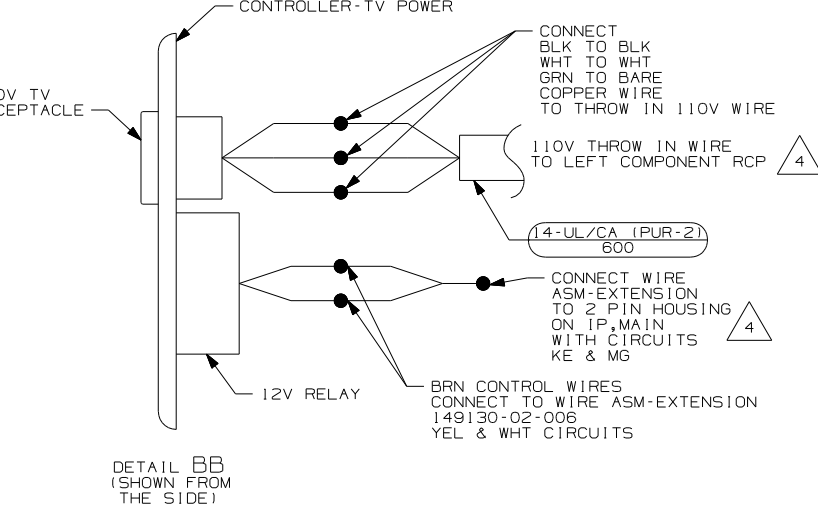 CONTROLLER-TV POWER
CONNECT
BLK TO BLK
WHT TO WHT
GRN TO BARE
COPPER WIRE
TO THROW IN 110V WIRE
0V TV
CEPTACLE
110V THROW IN WIRE
TO LEFT COMPONENT RCP
4
14-UL/CA (PUR-2)
600
CONNECT WIRE
ASM-EXTENSION
TO 2 PIN HOUSING
ON IP,MAIN
WITH CIRCUITS
KE & MG
4
12V RELAY
BRN CONTROL WIRES
CONNECT TO WIRE ASM-EXTENSION
149130-02-006
YEL & WHT CIRCUITS
DETAIL BB
(SHOWN FROM
THE SIDE)